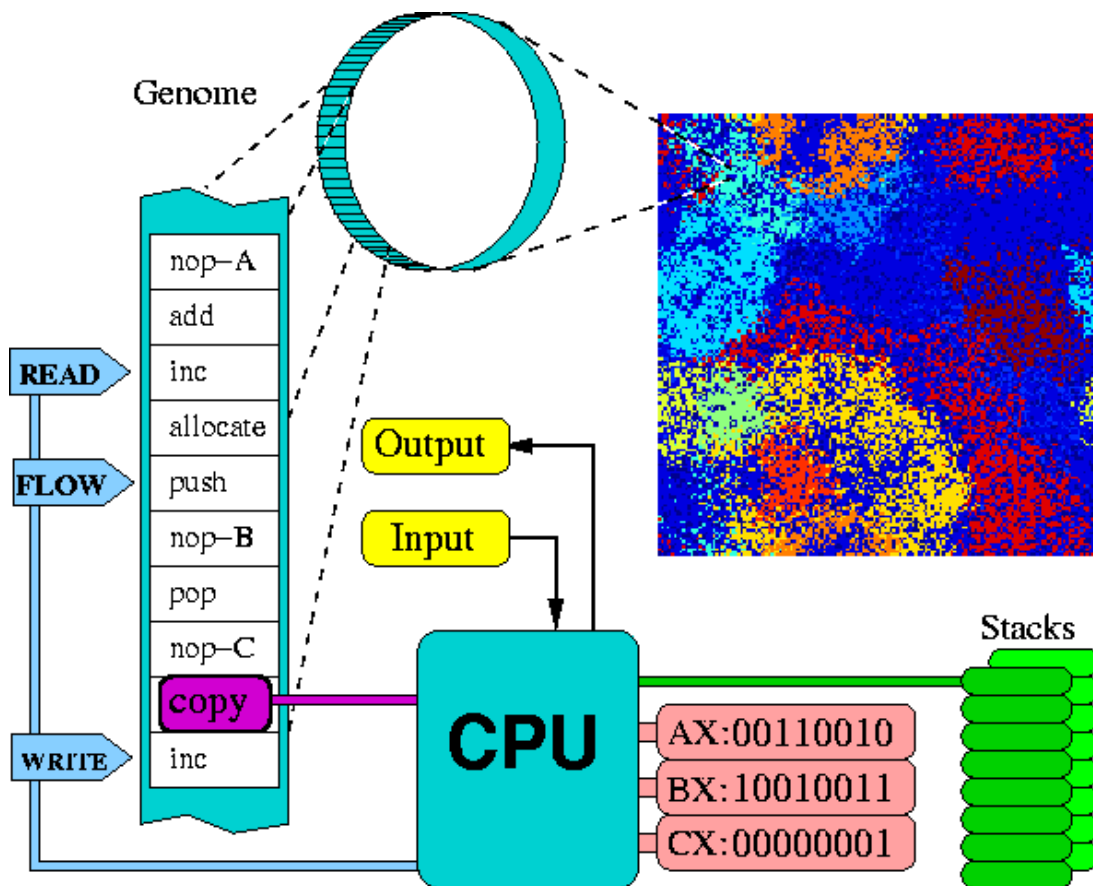 Genome
nop-A
add
READ
inc
allocate
Output
FLOW
push
Input
nop-B
pop
nop-C
Stacks
copy
CPU
AX:00110010
WRITE
inc
BX:10010011
CX:00000001